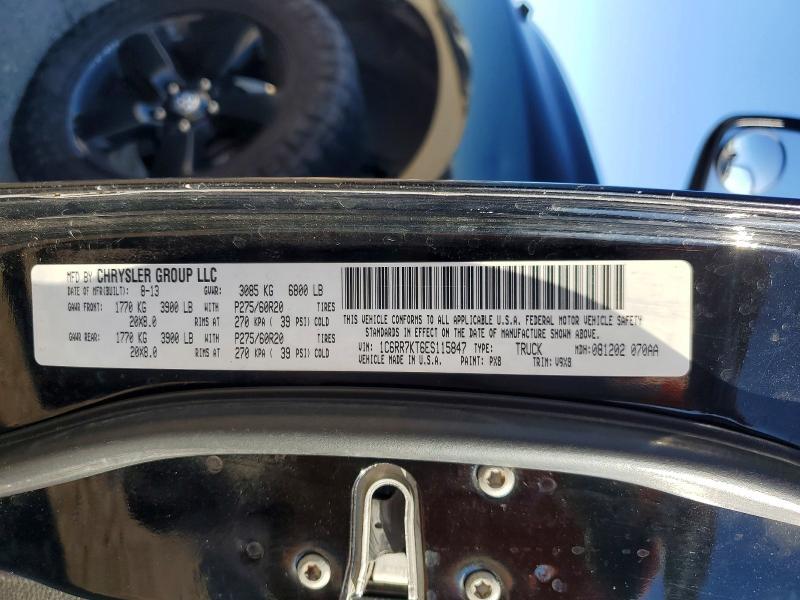 MFD BY CHRYSLER GROUP LLC
DATE OF MFR(BUILT): 8-13 GVWR: 3085 KG 6800 LB
GAWR FRONT: 1770 KG 3900 LB WITH P275/60R20 TIRES
20X8.0 RIMS AT 270 KPA ( 39 PSI) COLD
GAWR REAR: 1770 KG 3900 LB WITH P275/60R20 TIRES
20X8.0 RIMS AT 270 KPA ( 39 PSI) COLD
THIS VEHICLE CONFORMS TO ALL APPLICABLE U.S.A. FEDERAL MOTOR VEHICLE SAFETY
STANDARDS IN EFFECT ON THE DATE OF MANUFACTURE SHOWN ABOVE.
VIN: 1C6RR7KT6ES115847 TYPE: TRUCK MDH: 081202 070AA
VEHICLE MADE IN U.S.A. PAINT: PX8 TRIM: V9X8